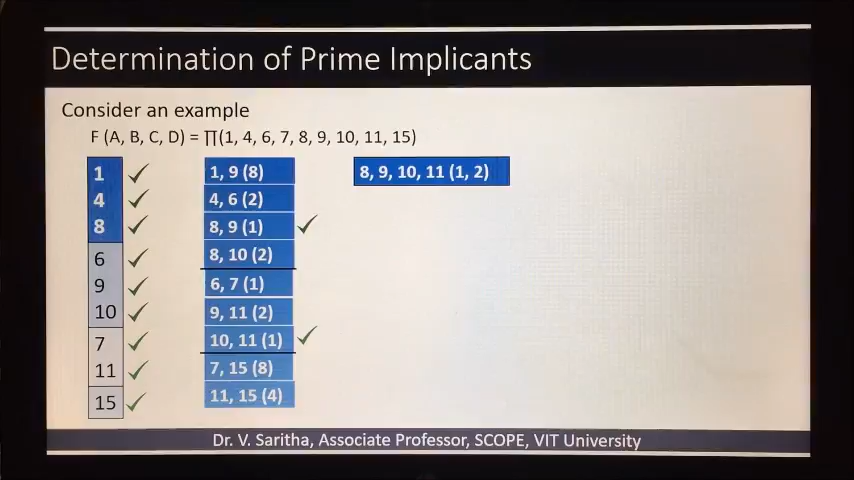 Determination of Prime Implicants
Consider an example
F (A, B, C, D) = ∏(1, 4, 6, 7, 8, 9, 10, 11, 15)
1
4
8
6
9
10
7
11
15
1, 9 (8)
4, 6 (2)
8, 9 (1)
8, 10 (2)
6, 7 (1)
9, 11 (2)
10, 11 (1)
7, 15 (8)
11, 15 (4)
8, 9, 10, 11 (1, 2)
Dr. V. Saritha, Associate Professor, SCOPE, VIT University